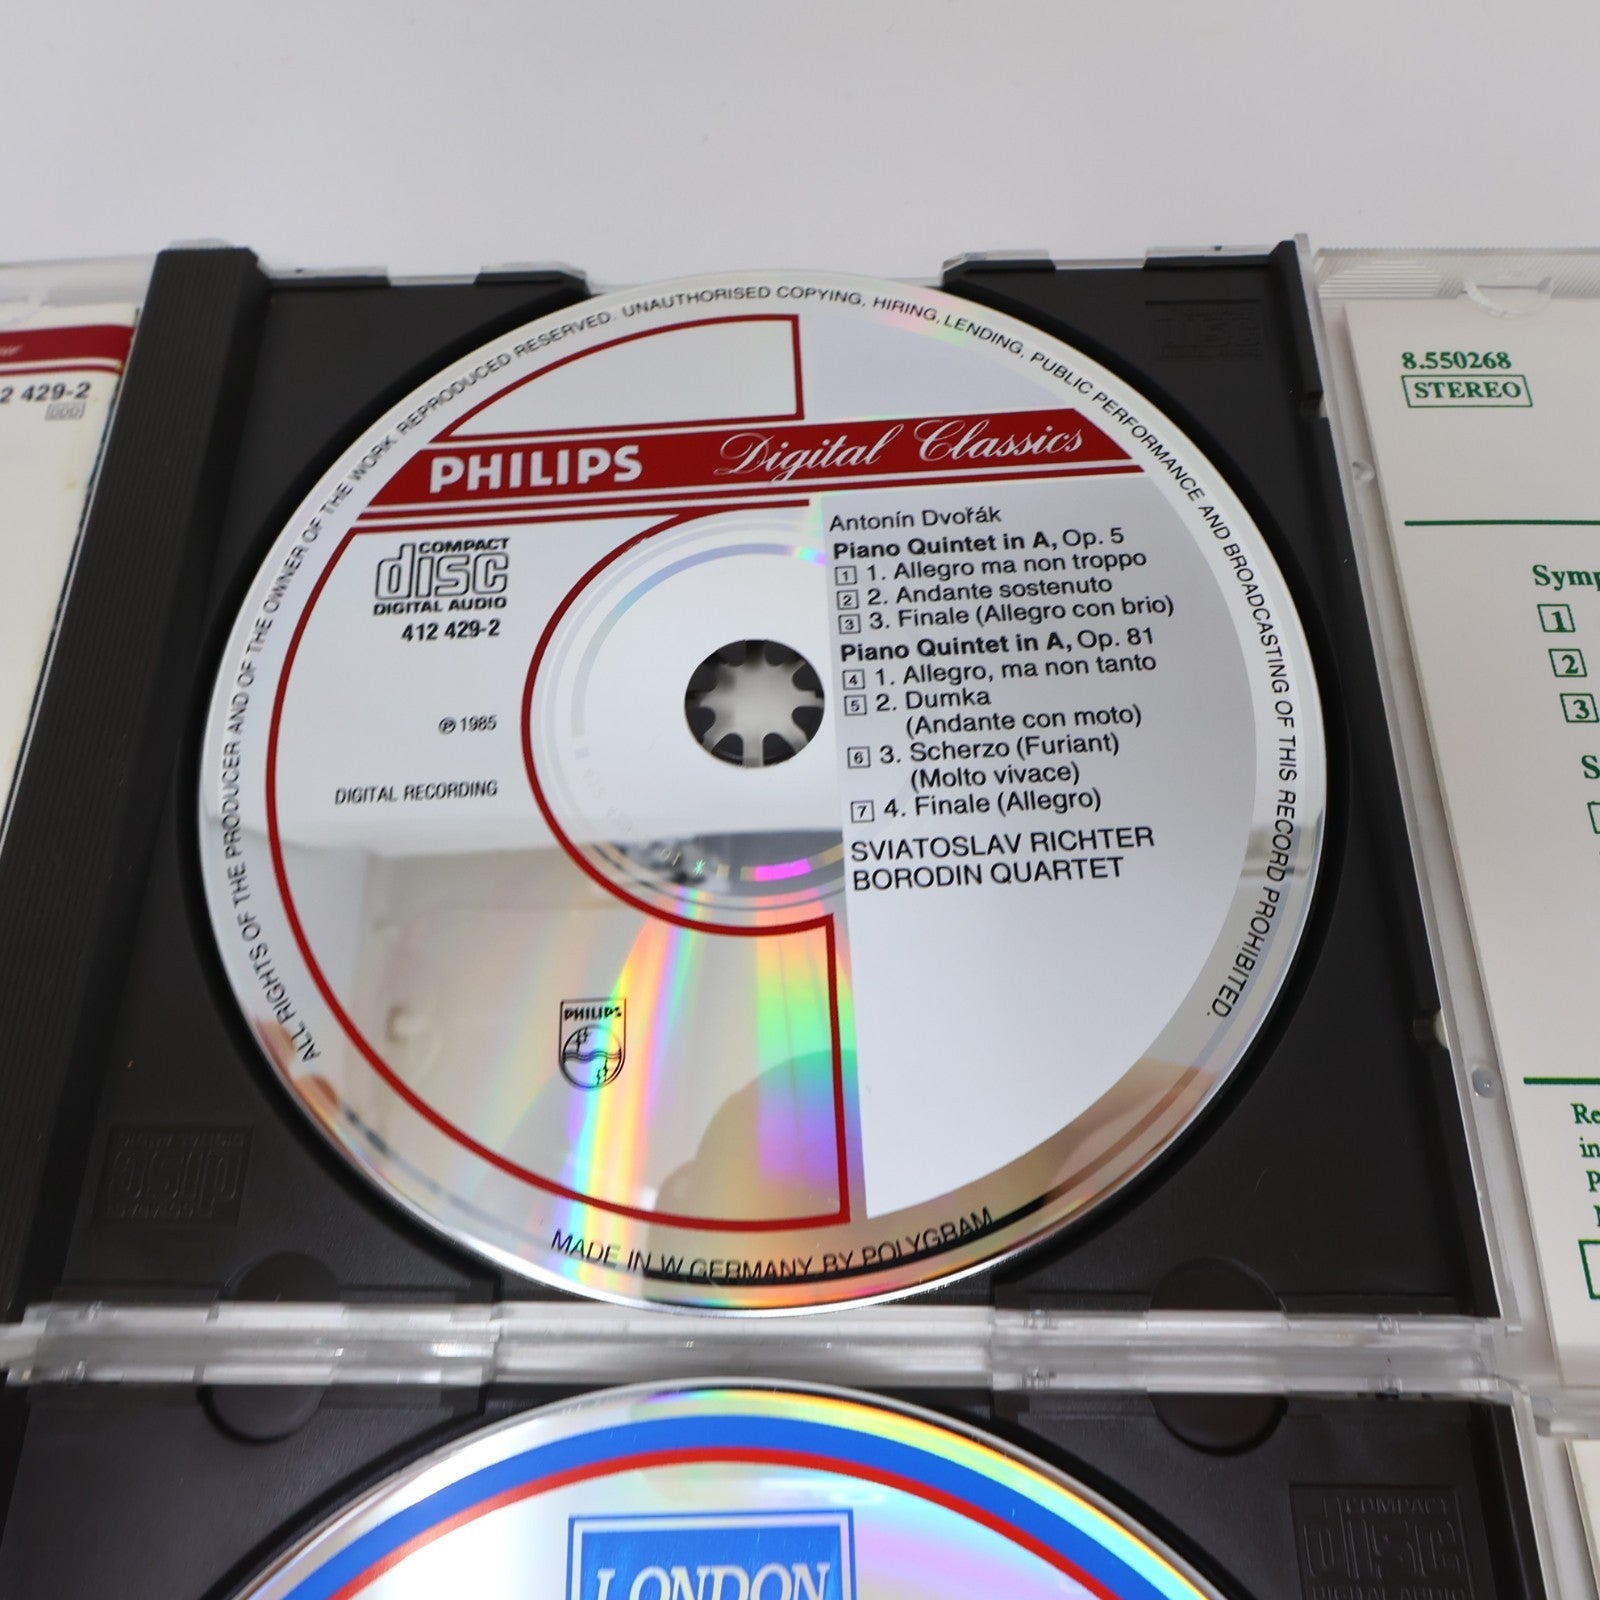 2 429-2
DDD
ALL RIGHTS OF THE PRODUCER AND OF THE OWNER OF THE WORK REPRODUCED RESERVED. UNAUTHORISED COPYING, HIRING, LENDING, PUBLIC PERFORMANCE AND BROADCASTING OF THIS RECORD PROHIBITED.
PHILIPS Digital Classics
COMPACT
disc
DIGITAL AUDIO
412 429-2
℗ 1985
DIGITAL RECORDING
Antonín Dvořák
Piano Quintet in A, Op. 5
1 1. Allegro ma non troppo
2 2. Andante sostenuto
3 3. Finale (Allegro con brio)
Piano Quintet in A, Op. 81
4 1. Allegro, ma non tanto
5 2. Dumka
(Andante con moto)
6 3. Scherzo (Furiant)
(Molto vivace)
7 4. Finale (Allegro)
SVIATOSLAV RICHTER
BORODIN QUARTET
PHILIPS
MADE IN W. GERMANY BY POLYGRAM
8.550268
STEREO
1
2
3
LONDON
COMPACT
disc
DIGITAL AUDIO